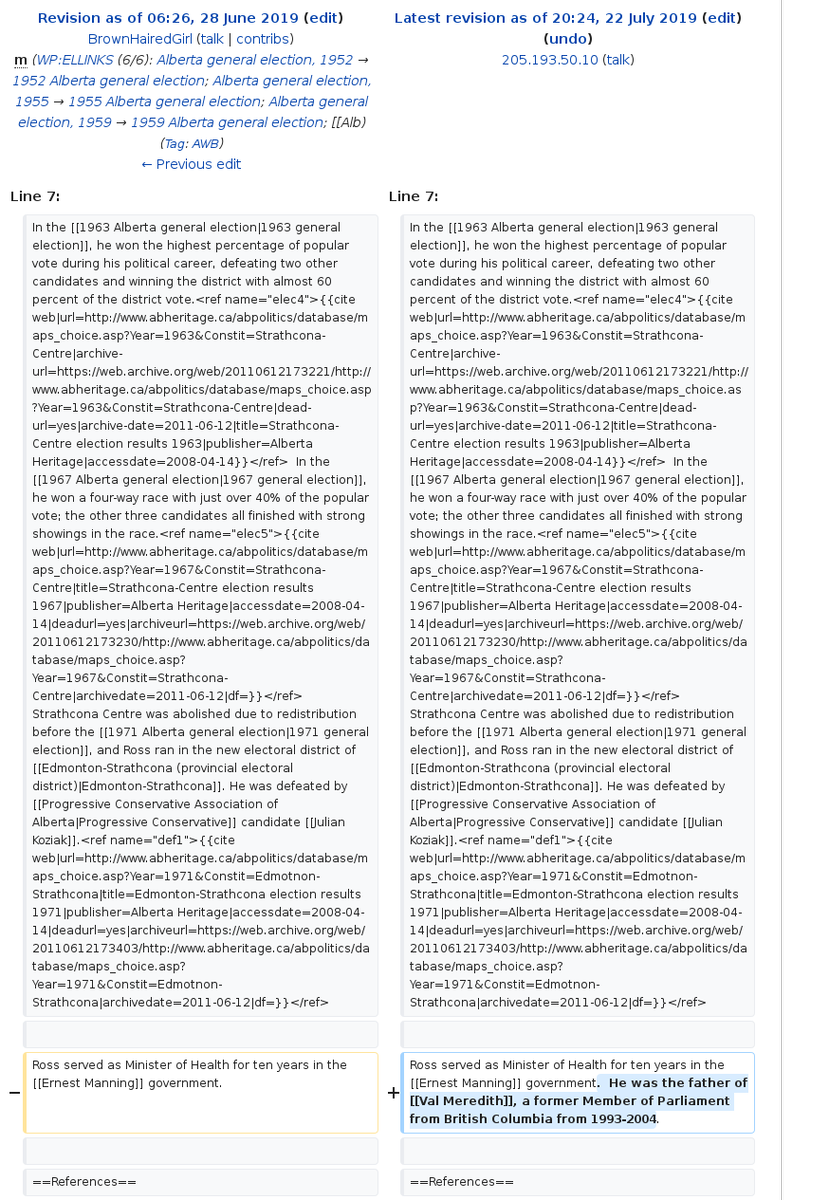 Revision as of 06:26, 28 June 2019 (edit)
BrownHairedGirl (talk | contribs)
m (WP:ELLINKS (6/6): Alberta general election, 1952 →
1952 Alberta general election; Alberta general election,
1955 → 1955 Alberta general election; Alberta general
election, 1959 → 1959 Alberta general election; [[Alb)
(Tag: AWB)
← Previous edit
Latest revision as of 20:24, 22 July 2019 (edit)
(undo)
205.193.50.10 (talk)
Line 7:
Line 7:
In the [[1963 Alberta general election|1963 general
election]], he won the highest percentage of popular
vote during his political career, defeating two other
candidates and winning the district with almost 60
percent of the district vote.<ref name="elec4">{{cite
web|url=http://www.abheritage.ca/abpolitics/database/m
aps_choice.asp?Year=1963&Constit=Strathcona-
Centre|archive-
url=https://web.archive.org/web/20110612173221/http://
www.abheritage.ca/abpolitics/database/maps_choice.asp
?Year=1963&Constit=Strathcona-Centre|dead-
url=yes|archive-date=2011-06-12|title=Strathcona-
Centre election results 1963|publisher=Alberta
Heritage|accessdate=2008-04-14}}</ref>  In the
[[1967 Alberta general election|1967 general election]],
he won a four-way race with just over 40% of the popular
vote; the other three candidates all finished with strong
showings in the race.<ref name="elec5">{{cite
web|url=http://www.abheritage.ca/abpolitics/database/m
aps_choice.asp?Year=1967&Constit=Strathcona-
Centre|title=Strathcona-Centre election results
1967|publisher=Alberta Heritage|accessdate=2008-04-
14|deadurl=yes|archiveurl=https://web.archive.org/web/
20110612173230/http://www.abheritage.ca/abpolitics/da
tabase/maps_choice.asp?
Year=1967&Constit=Strathcona-
Centre|archivedate=2011-06-12|df=}}</ref>
Strathcona Centre was abolished due to redistribution
before the [[1971 Alberta general election|1971 general
election]], and Ross ran in the new electoral district of
[[Edmonton-Strathcona (provincial electoral
district)|Edmonton-Strathcona]]. He was defeated by
[[Progressive Conservative Association of
Alberta|Progressive Conservative]] candidate [[Julian
Koziak]].<ref name="def1">{{cite
web|url=http://www.abheritage.ca/abpolitics/database/m
aps_choice.asp?Year=1971&Constit=Edmotnon-
Strathcona|title=Edmonton-Strathcona election results
1971|publisher=Alberta Heritage|accessdate=2008-04-
14|deadurl=yes|archiveurl=https://web.archive.org/web/
20110612173403/http://www.abheritage.ca/abpolitics/da
tabase/maps_choice.asp?
Year=1971&Constit=Edmotnon-
Strathcona|archivedate=2011-06-12|df=}}</ref>
In the [[1963 Alberta general election|1963 general
election]], he won the highest percentage of popular
vote during his political career, defeating two other
candidates and winning the district with almost 60
percent of the district vote.<ref name="elec4">{{cite
web|url=http://www.abheritage.ca/abpolitics/database/m
aps_choice.asp?Year=1963&Constit=Strathcona-
Centre|archive-
url=https://web.archive.org/web/20110612173221/http://
www.abheritage.ca/abpolitics/database/maps_choice.as
p?Year=1963&Constit=Strathcona-Centre|dead-
url=yes|archive-date=2011-06-12|title=Strathcona-
Centre election results 1963|publisher=Alberta
Heritage|accessdate=2008-04-14}}</ref>  In the
[[1967 Alberta general election|1967 general election]],
he won a four-way race with just over 40% of the popular
vote; the other three candidates all finished with strong
showings in the race.<ref name="elec5">{{cite
web|url=http://www.abheritage.ca/abpolitics/database/m
aps_choice.asp?Year=1967&Constit=Strathcona-
Centre|title=Strathcona-Centre election results
1967|publisher=Alberta Heritage|accessdate=2008-04-
14|deadurl=yes|archiveurl=https://web.archive.org/web/
20110612173230/http://www.abheritage.ca/abpolitics/da
tabase/maps_choice.asp?
Year=1967&Constit=Strathcona-
Centre|archivedate=2011-06-12|df=}}</ref>
Strathcona Centre was abolished due to redistribution
before the [[1971 Alberta general election|1971 general
election]], and Ross ran in the new electoral district of
[[Edmonton-Strathcona (provincial electoral
district)|Edmonton-Strathcona]]. He was defeated by
[[Progressive Conservative Association of
Alberta|Progressive Conservative]] candidate [[Julian
Koziak]].<ref name="def1">{{cite
web|url=http://www.abheritage.ca/abpolitics/database/m
aps_choice.asp?Year=1971&Constit=Edmotnon-
Strathcona|title=Edmonton-Strathcona election results
1971|publisher=Alberta Heritage|accessdate=2008-04-
14|deadurl=yes|archiveurl=https://web.archive.org/web/
20110612173403/http://www.abheritage.ca/abpolitics/da
tabase/maps_choice.asp?
Year=1971&Constit=Edmotnon-
Strathcona|archivedate=2011-06-12|df=}}</ref>
− Ross served as Minister of Health for ten years in the
[[Ernest Manning]] government.
+ Ross served as Minister of Health for ten years in the
[[Ernest Manning]] government.  He was the father of
[[Val Meredith]], a former Member of Parliament
from British Columbia from 1993-2004.
==References==
==References==